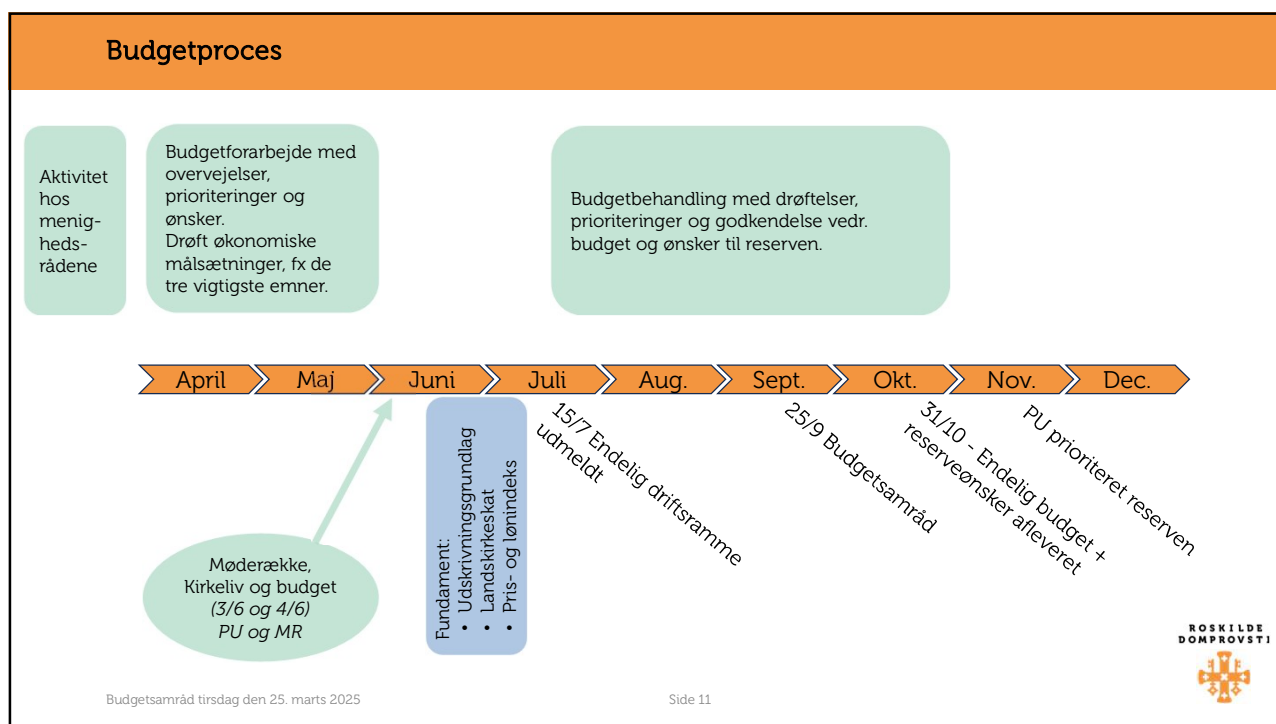 Budgetproces
Aktivitet
hos
menig-
heds-
rådene
Budgetforarbejde med
overvejelser,
prioriteringer og
ønsker.
Drøft økonomiske
målsætninger, fx de
tre vigtigste emner.
Budgetbehandling med drøftelser,
prioriteringer og godkendelse vedr.
budget og ønsker til reserven.
April
Maj
Juni
Juli
Aug.
Sept.
Okt.
Nov.
Dec.
Møderække,
Kirkeliv og budget
(3/6 og 4/6)
PU og MR
Fundament:
• Udskrivningsgrundlag
• Landskirkeskat
• Pris- og lønindeks
15/7 Endelig driftsramme
udmeldt
25/9 Budgetsamråd
31/10 - Endelig budget +
reserveønsker afleveret
PU prioriteret reserven
ROSKILDE
DOMPROVSTI
Budgetsamråd tirsdag den 25. marts 2025
Side 11